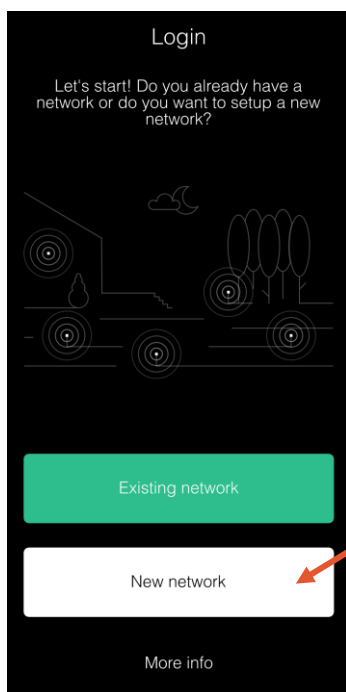 Login
Let's start! Do you already have a
network or do you want to setup a new
network?
Existing network
New network
More info